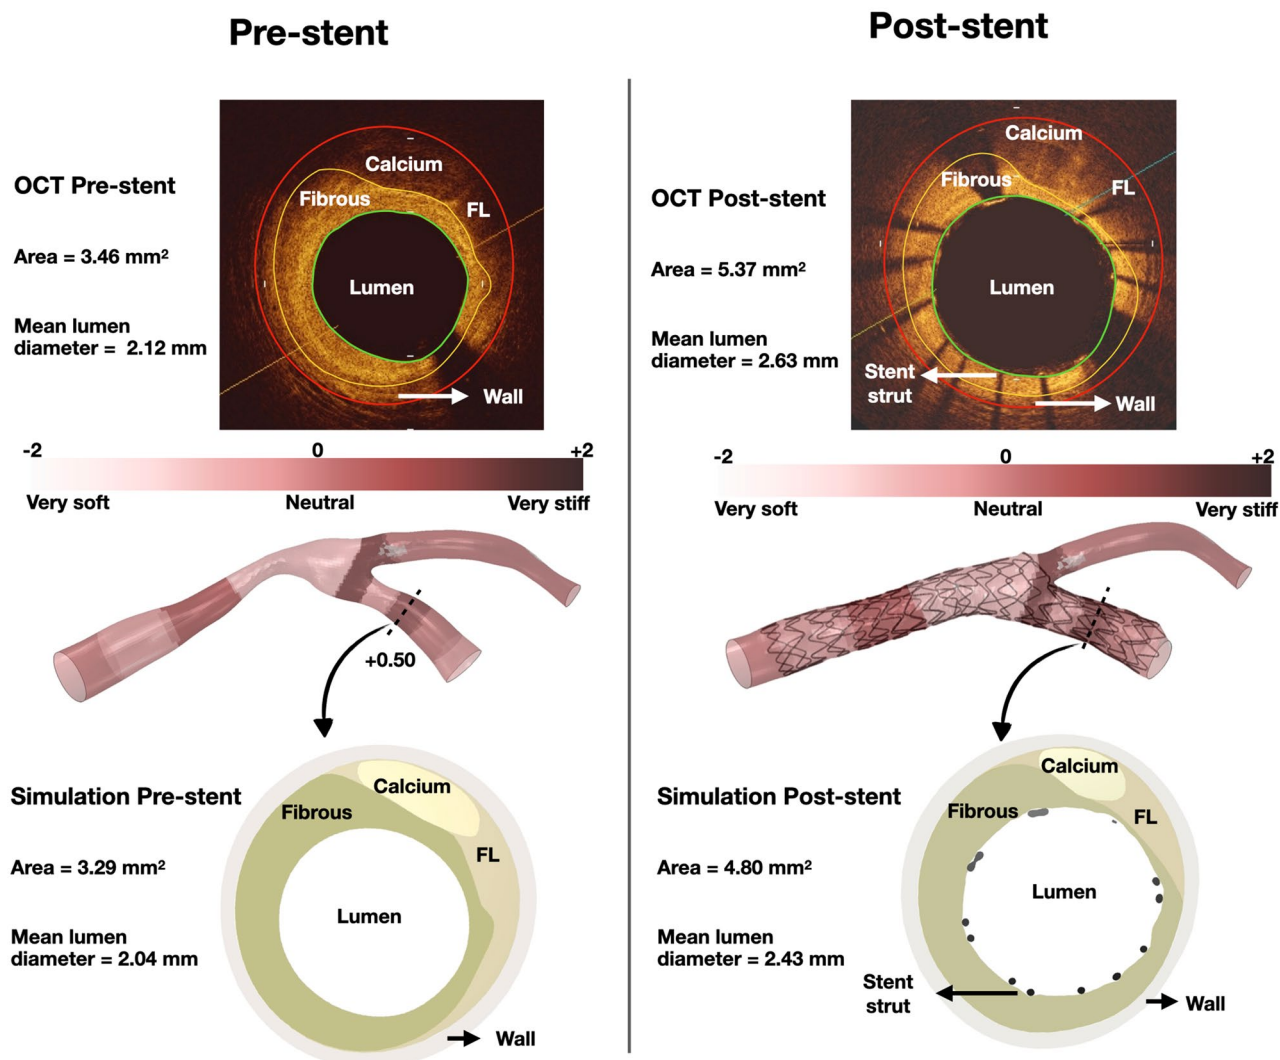 Pre-stent
Post-stent
OCT Pre-stent
Area = 3.46 mm²
Mean lumen
diameter = 2.12 mm
Calcium
Fibrous
FL
Lumen
Wall
OCT Post-stent
Area = 5.37 mm²
Mean lumen
diameter = 2.63 mm
Calcium
Fibrous
FL
Lumen
Stent
strut
Wall
-2 0 +2
Very soft Neutral Very stiff
-2 0 +2
Very soft Neutral Very stiff
+0.50
Simulation Pre-stent
Area = 3.29 mm²
Mean lumen
diameter = 2.04 mm
Calcium
Fibrous
FL
Lumen
Wall
Simulation Post-stent
Area = 4.80 mm²
Mean lumen
diameter = 2.43 mm
Calcium
Fibrous
FL
Lumen
Stent
strut
Wall